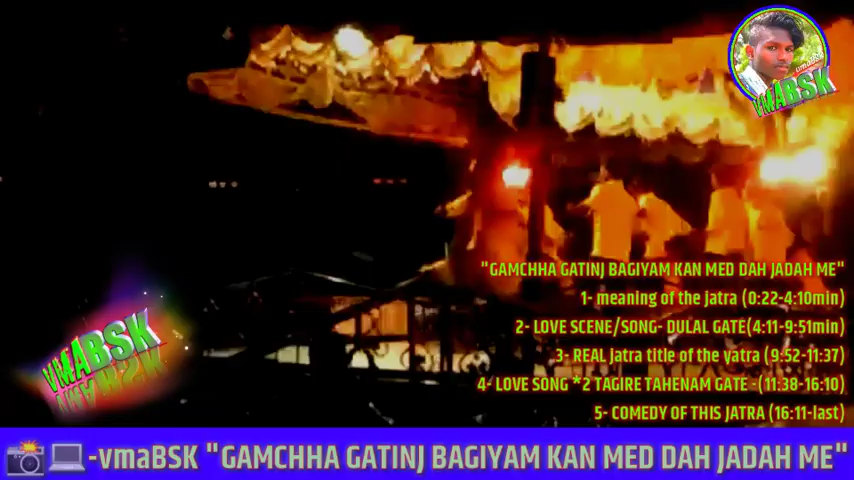 vmaBSK
VMABSK
VMABSK
"GAMCHHA GATINJ BAGIYAM KAN MED DAH JADAH ME"
1- meaning of the jatra (0:22-4:10min)
2- LOVE SCENE/SONG- DULAL GATE(4:11-9:51min)
3- REAL Jatra title of the yatra (9:52-11:37)
4- LOVE SONG *2 TAGIRE TAHENAM GATE -(11:38-16:10)
5- COMEDY OF THIS JATRA (16:11-last)
-vmaBSK "GAMCHHA GATINJ BAGIYAM KAN MED DAH JADAH ME"